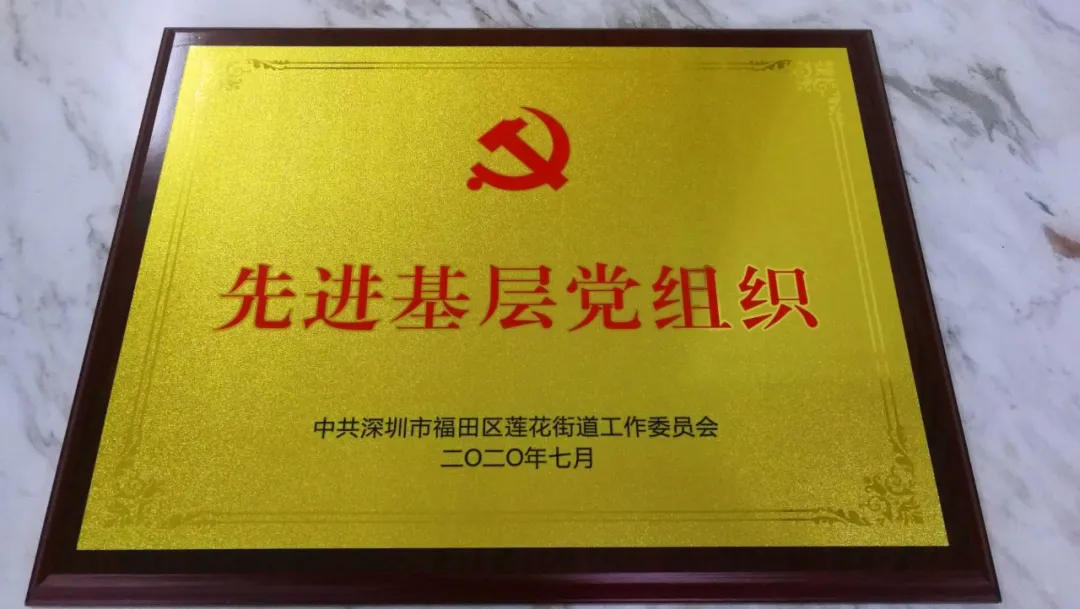 先进基层党组织
中共深圳市福田区莲花街道工作委员会
二〇二〇年七月